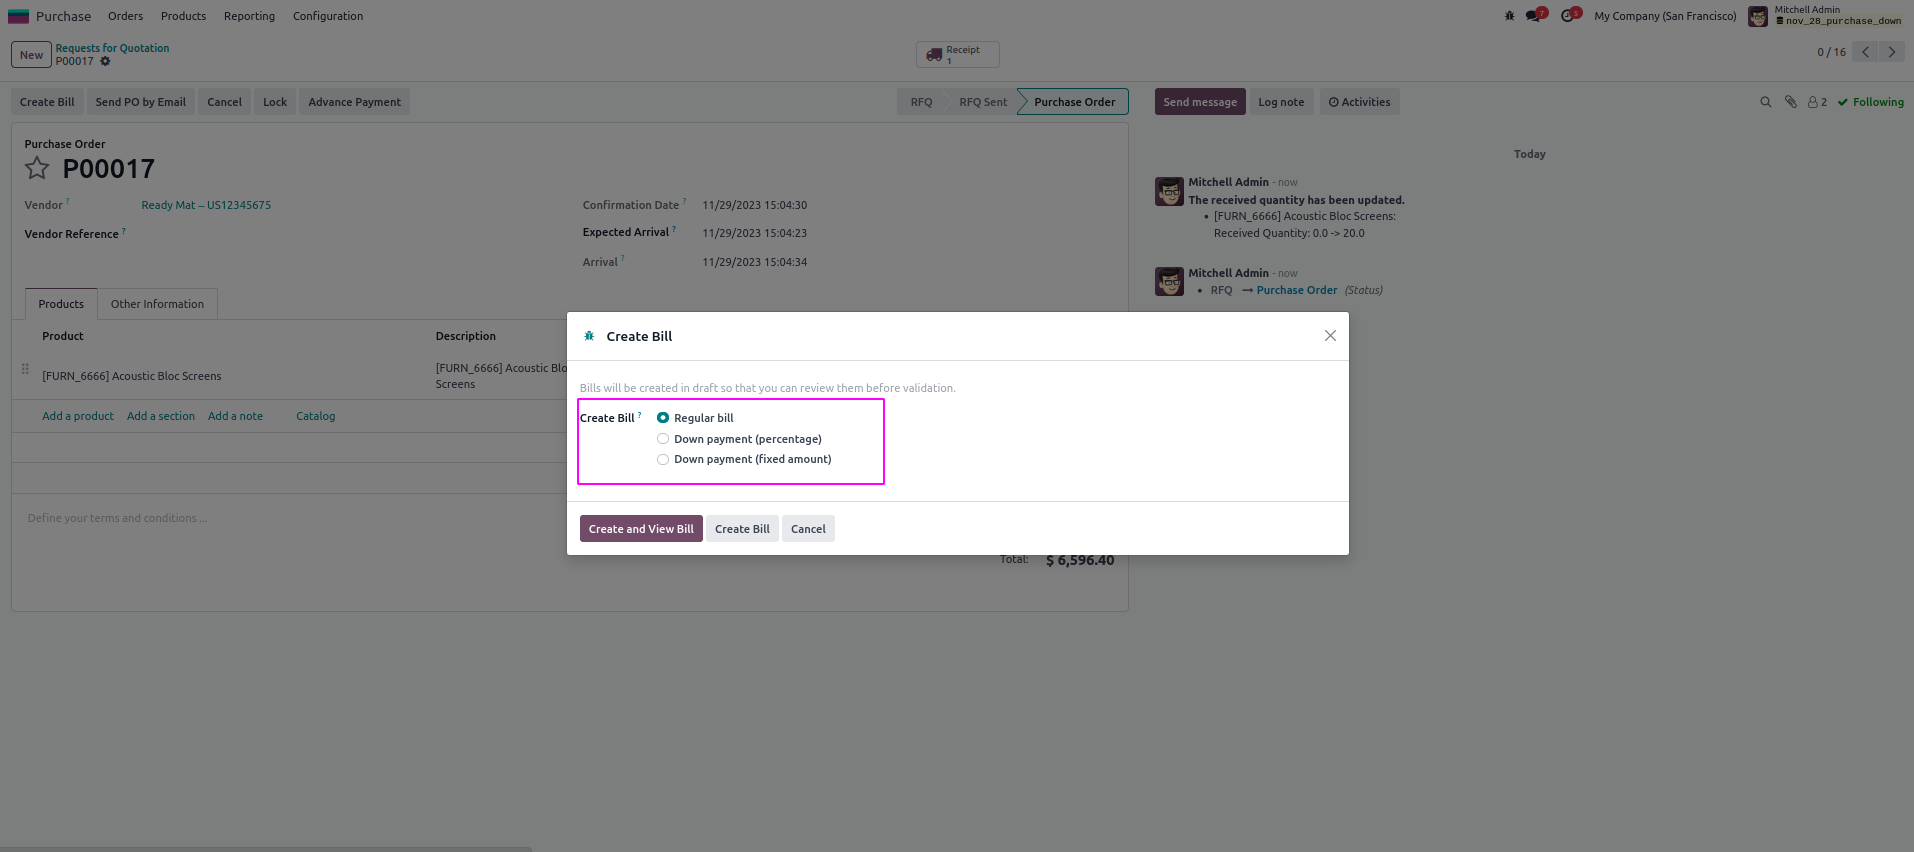 Purchase Orders Products Reporting Configuration
7 5 My Company (San Francisco) Mitchell Admin
nov_28_purchase_down
New Requests for Quotation
P00017
Receipt
1
0 / 16
Create Bill Send PO by Email Cancel Lock Advance Payment
RFQ RFQ Sent Purchase Order
Send message Log note Activities
2 Following
Purchase Order
P00017
Vendor ? Ready Mat – US12345675
Vendor Reference ?
Confirmation Date ? 11/29/2023 15:04:30
Expected Arrival ? 11/29/2023 15:04:23
Arrival ? 11/29/2023 15:04:34
Today
Mitchell Admin - now
The received quantity has been updated.
• [FURN_6666] Acoustic Bloc Screens:
Received Quantity: 0.0 -> 20.0
Mitchell Admin - now
• RFQ → Purchase Order (Status)
Products Other Information
Product Description
[FURN_6666] Acoustic Bloc Screens
[FURN_6666] Acoustic Blo
Screens
Add a product Add a section Add a note Catalog
Define your terms and conditions ...
Create Bill
Bills will be created in draft so that you can review them before validation.
Create Bill ? Regular bill
Down payment (percentage)
Down payment (fixed amount)
Create and View Bill Create Bill Cancel
Total: $ 6,596.40